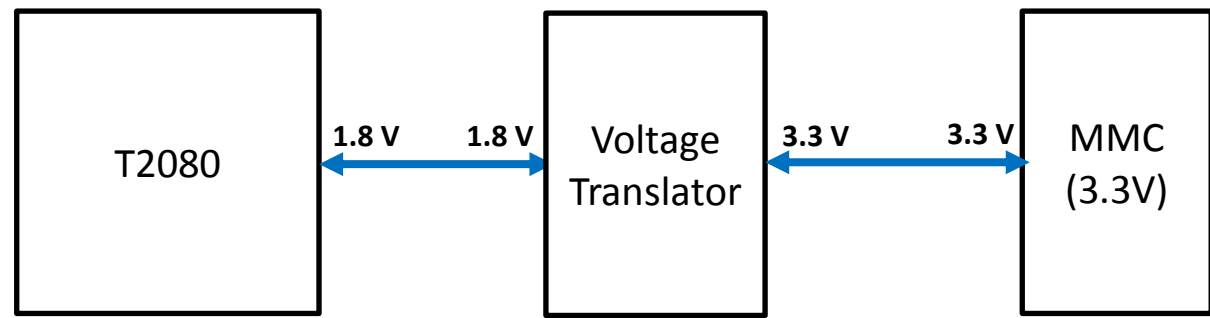 T2080
1.8 V
1.8 V
Voltage
Translator
3.3 V
3.3 V
MMC
(3.3V)